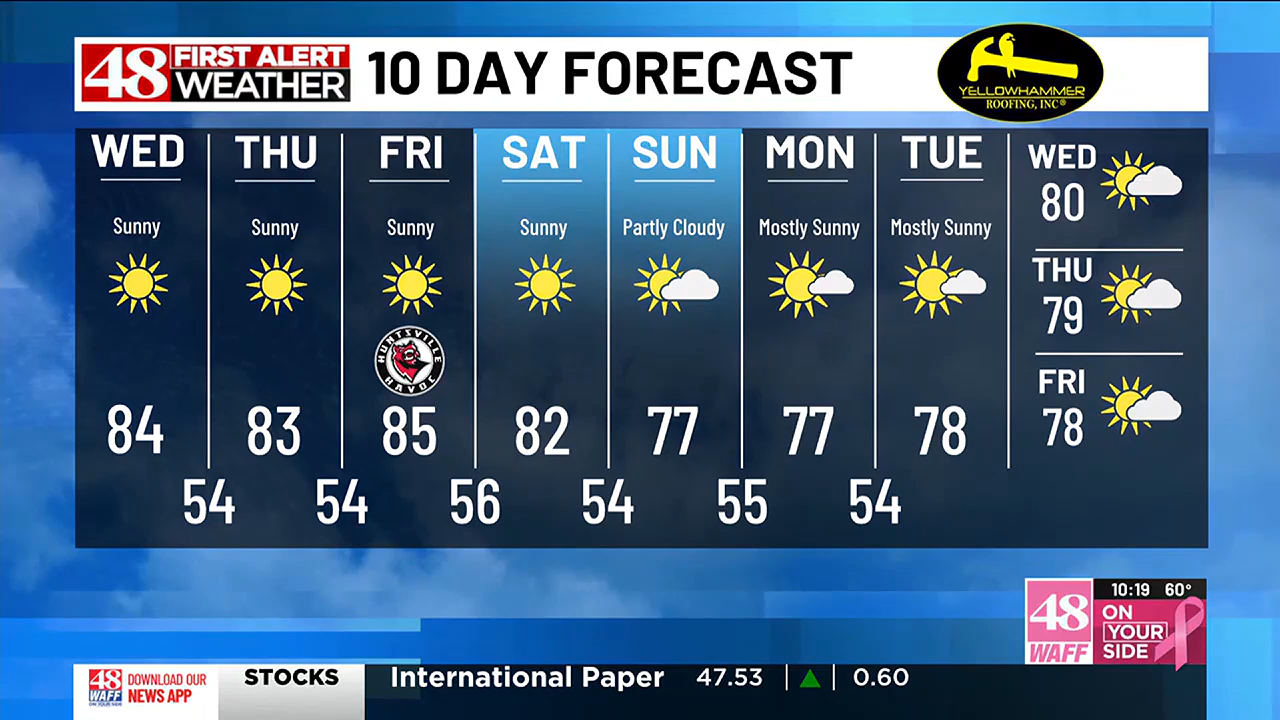 48 FIRST ALERT WEATHER
10 DAY FORECAST
YELLOWHAMMER
ROOFING, INC®
WED THU FRI SAT SUN MON TUE
Sunny Sunny Sunny Sunny Partly Cloudy Mostly Sunny Mostly Sunny
HUNTSVILLE HAVOC
84 83 85 82 77 77 78
54 54 56 54 55 54
WED
80
THU
79
FRI
78
48 WAFF
10:19 60°
ON
YOUR
SIDE
48 WAFF
ON YOUR SIDE
DOWNLOAD OUR
NEWS APP
STOCKS
International Paper 47.53 0.60